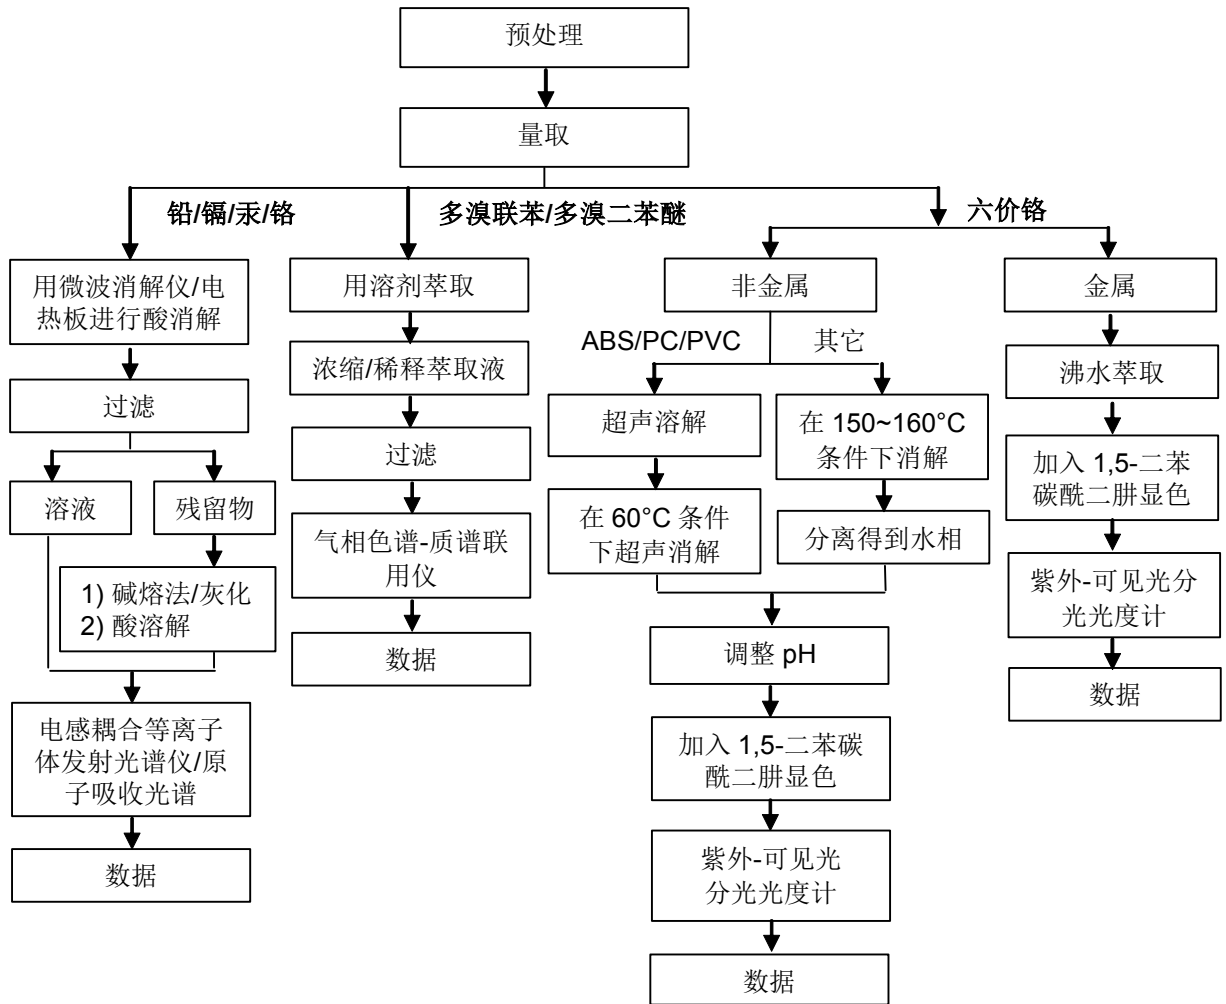 预处理
量取
铅/镉/汞/铬
多溴联苯/多溴二苯醚
六价铬
用微波消解仪/电
热板进行酸消解
过滤
溶液
残留物
1) 碱熔法/灰化
2) 酸溶解
电感耦合等离子
体发射光谱仪/原
子吸收光谱
数据
用溶剂萃取
浓缩/稀释萃取液
过滤
气相色谱-质谱联
用仪
数据
非金属
ABS/PC/PVC
其它
超声溶解
在 60°C 条件
下超声消解
在 150~160°C
条件下消解
分离得到水相
调整 pH
加入 1,5-二苯碳
酰二肼显色
紫外-可见光
分光光度计
数据
金属
沸水萃取
加入 1,5-二苯
碳酰二肼显色
紫外-可见光分
光光度计
数据